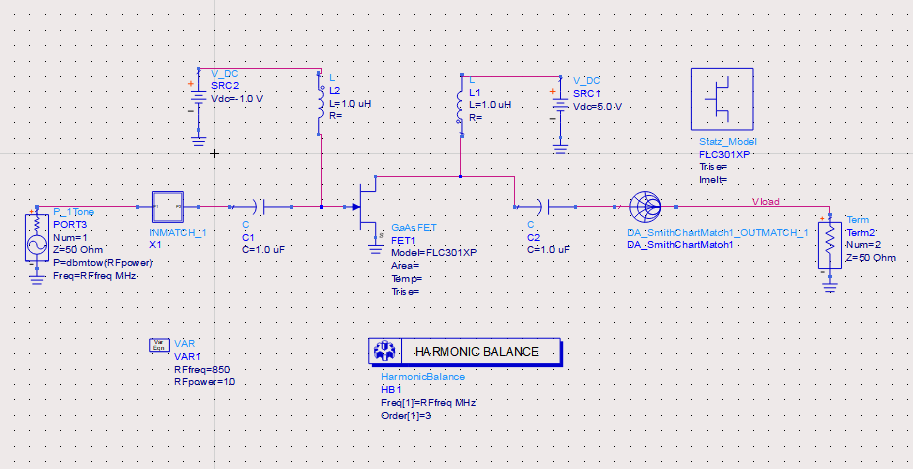 V_DC
SRC2
Vdc=-1.0 V
L
L2
L=1.0 uH
R=
L
L1
L=1.0 uH
R=
V_DC
SRC1
Vdc=5.0 V
Statz_Model
FLC301XP
Trise=
Imelt=
P_1Tone
PORT3
Num=1
Z=50 Ohm
P=dbmtow(RFpower)
Freq=RFfreq MHz
INMATCH_1
X1
C
C1
C=1.0 uF
GaAsFET
FET1
Model=FLC301XP
Area=
Temp=
Trise=
C
C2
C=1.0 uF
DA_SmithChartMatch1_OUTMATCH_1
DA_SmithChartMatch1
Vload
Term
Term2
Num=2
Z=50 Ohm
Var
Eqn
VAR
VAR1
RFfreq=850
RFpower=10
HARMONIC BALANCE
HarmonicBalance
HB1
Freq[1]=RFfreq MHz
Order[1]=3